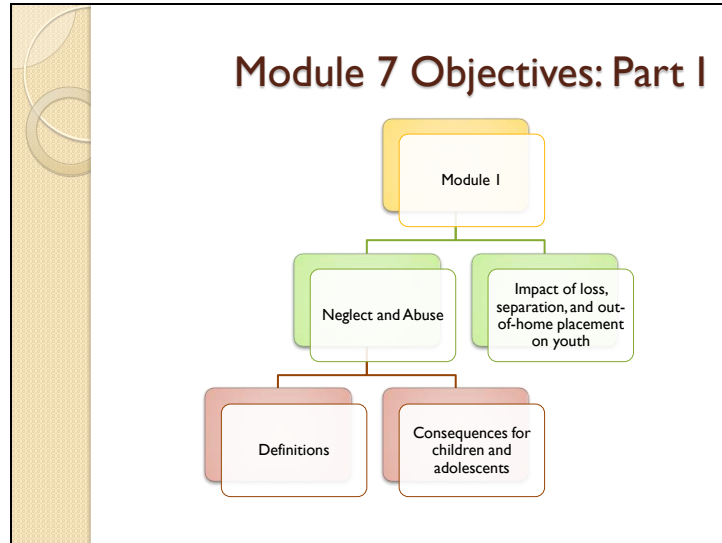 Module 7 Objectives: Part I
Module 1
Neglect and Abuse
Impact of loss,
separation, and out-
of-home placement
on youth
Definitions
Consequences for
children and
adolescents